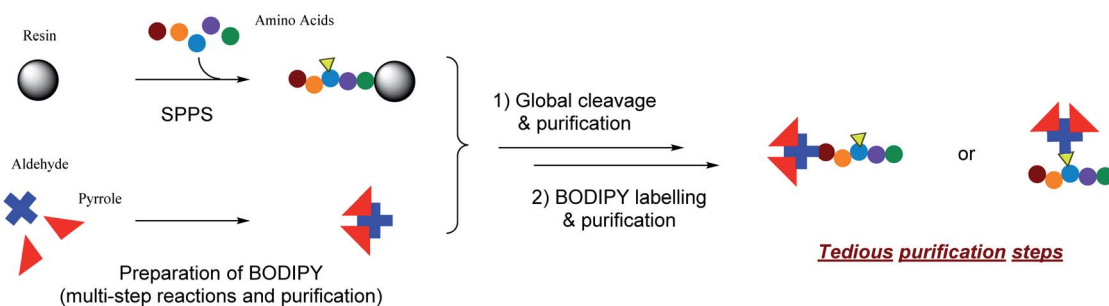 Resin
Amino Acids
SPPS
Aldehyde
Pyrrole
Preparation of BODIPY
(multi-step reactions and purification)
1) Global cleavage
& purification
2) BODIPY labelling
& purification
or
Tedious purification steps